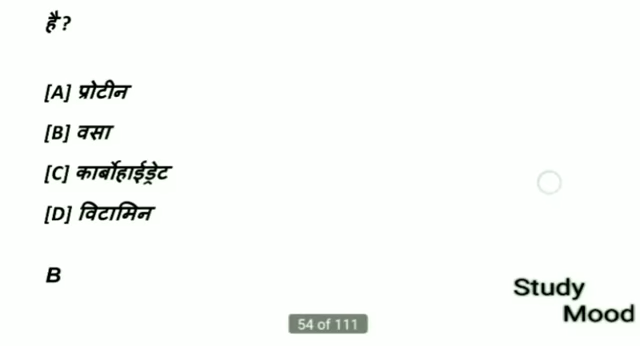 है?
[A] प्रोटीन
[B] वसा
[C] कार्बोहाईड्रेट
[D] विटामिन
B
Study
Mood
54 of 111